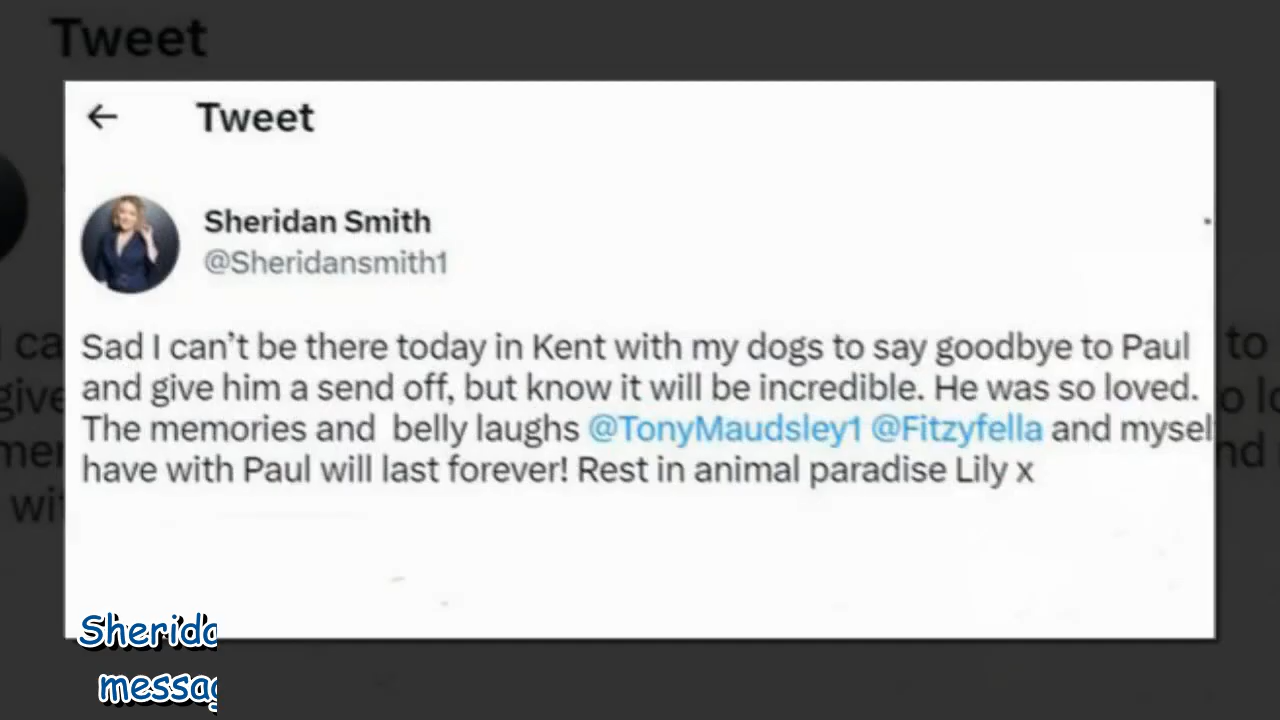 Tweet
Tweet
Sheridan Smith
@Sheridansmith1
Sad I can't be there today in Kent with my dogs to say goodbye to Paul
and give him a send off, but know it will be incredible. He was so loved.
The memories and belly laughs @TonyMaudsley1 @Fitzyfella and mysel
have with Paul will last forever! Rest in animal paradise Lily x